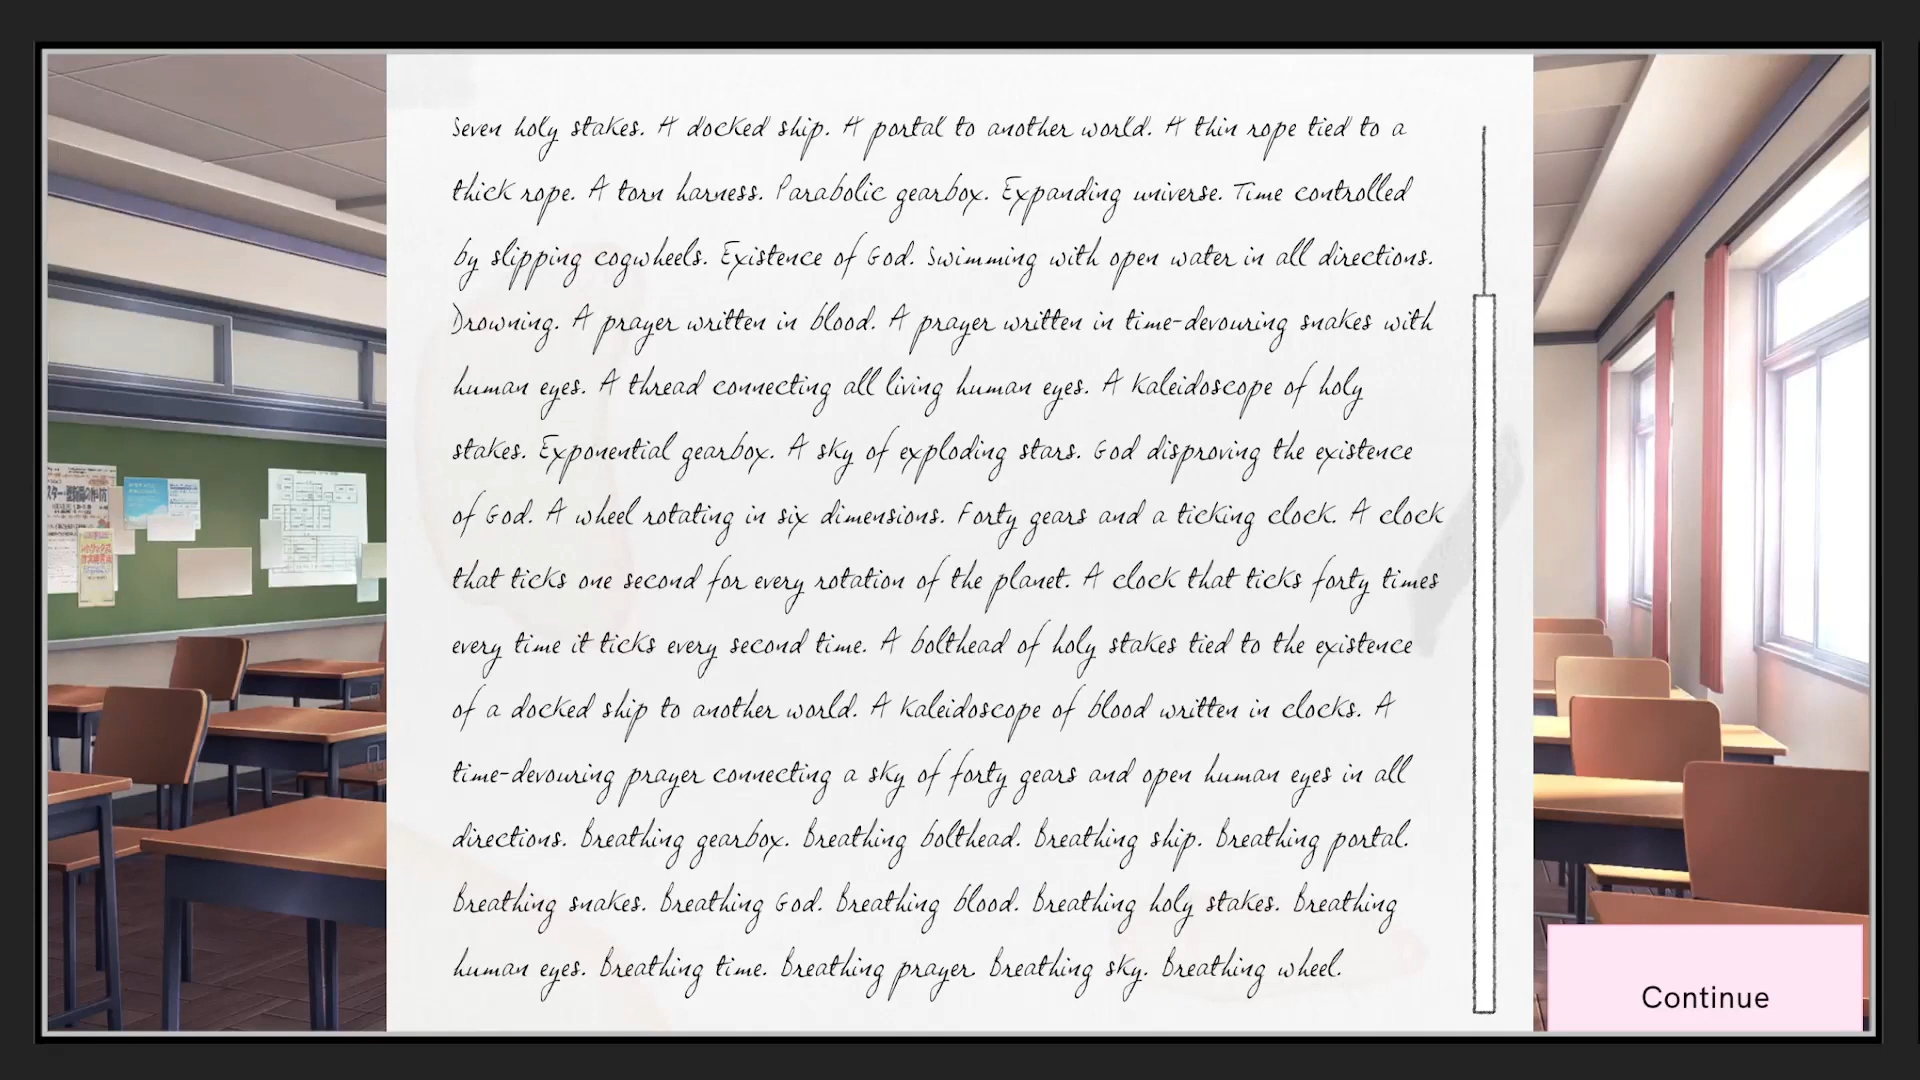 Seven holy stakes. A docked ship. A portal to another world. A thin rope tied to a
thick rope. A torn harness. Parabolic gearbox. Expanding universe. Time controlled
by slipping cogwheels. Existence of God. Swimming with open water in all directions.
Drowning. A prayer written in blood. A prayer written in time-devouring snakes with
human eyes. A thread connecting all living human eyes. A kaleidoscope of holy
stakes. Exponential gearbox. A sky of exploding stars. God disproving the existence
of God. A wheel rotating in six dimensions. Forty gears and a ticking clock. A clock
that ticks one second for every rotation of the planet. A clock that ticks forty times
every time it ticks every second time. A bolthead of holy stakes tied to the existence
of a docked ship to another world. A kaleidoscope of blood written in clocks. A
time-devouring prayer connecting a sky of forty gears and open human eyes in all
directions. Breathing gearbox. Breathing bolthead. Breathing ship. Breathing portal.
Breathing snakes. Breathing God. Breathing blood. Breathing holy stakes. Breathing
human eyes. Breathing time. Breathing prayer. Breathing sky. Breathing wheel.
Continue